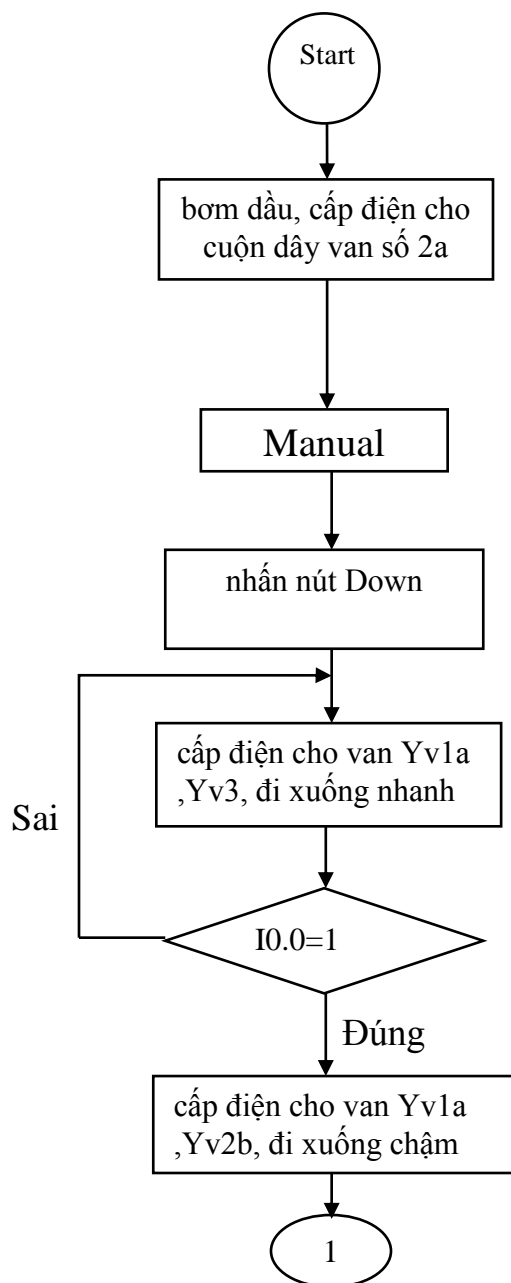 Start
bơm dầu, cấp điện cho
cuộn dây van số 2a
Manual
nhấn nút Down
cấp điện cho van Yv1a
,Yv3, đi xuống nhanh
Sai
I0.0=1
Đúng
cấp điện cho van Yv1a
,Yv2b, đi xuống chậm
1